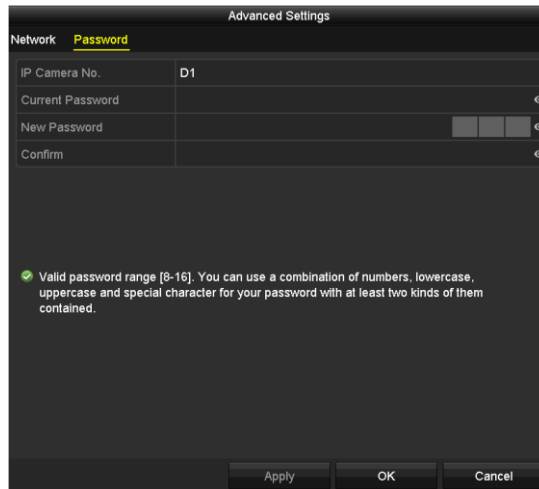 Advanced Settings
Network Password
IP Camera No. D1
Current Password
New Password
Confirm
Valid password range [8-16]. You can use a combination of numbers, lowercase,
uppercase and special character for your password with at least two kinds of them
contained.
Apply OK Cancel